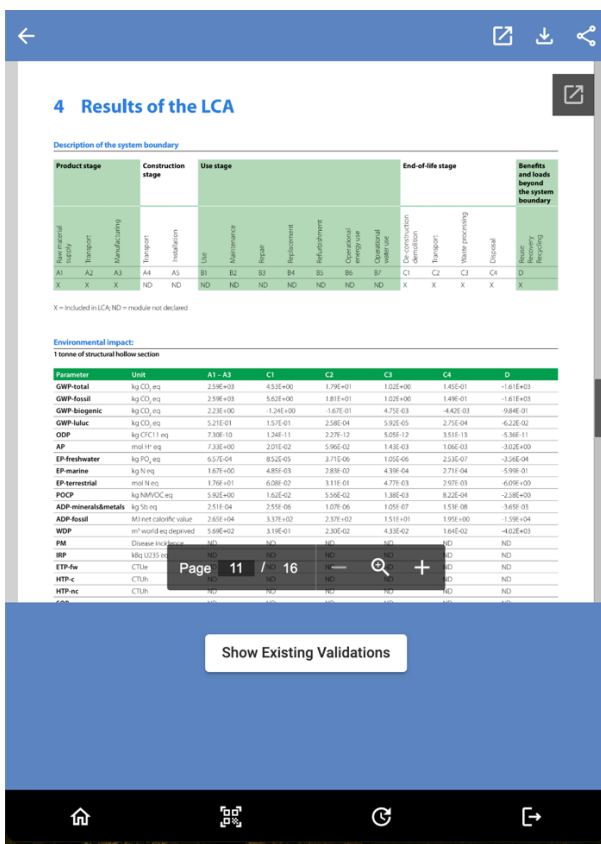 4 Results of the LCA
Description of the system boundary
Product stage Construction stage Use stage End-of-life stage Benefits and loads beyond the system boundary
Raw material supply Transport Manufacturing Transport Installation Use Maintenance Repair Replacement Refurbishment Operational energy use Operational water use De-construction demolition Transport Waste processing Disposal Reuse Recovery Recycling
A1 A2 A3 A4 A5 B1 B2 B3 B4 B5 B6 B7 C1 C2 C3 C4 D
X X X ND ND ND ND ND ND ND ND ND X X X X X
X = Included in LCA; ND = module not declared
Environmental impact:
1 tonne of structural hollow section
Parameter Unit A1 – A3 C1 C2 C3 C4 D
GWP-total kg CO₂ eq 2.59E+03 4.53E+00 1.79E+01 1.02E+00 1.45E-01 -1.61E+03
GWP-fossil kg CO₂ eq 2.59E+03 5.62E+00 1.81E+01 1.02E+00 1.49E-01 -1.61E+03
GWP-biogenic kg CO₂ eq 2.23E+00 -1.24E+00 -1.67E-01 4.75E-03 -4.42E-03 -9.84E-01
GWP-luluc kg CO₂ eq 5.21E-01 1.57E-01 2.58E-04 5.92E-05 2.75E-04 -6.22E-02
ODP kg CFC11 eq 7.30E-10 1.24E-11 2.27E-12 5.05E-12 3.51E-13 -5.36E-11
AP mol H⁺ eq 7.33E+00 2.01E-02 5.96E-02 1.43E-03 1.06E-03 -3.02E+00
EP-freshwater kg PO₄ eq 6.57E-04 8.52E-05 3.71E-06 1.05E-06 2.53E-07 -3.56E-04
EP-marine kg N eq 1.67E+00 4.85E-03 2.83E-02 4.39E-04 2.71E-04 -5.99E-01
EP-terrestrial mol N eq 1.76E+01 6.08E-02 3.11E-01 4.77E-03 2.97E-03 -6.09E+00
POCP kg NMVOC eq 5.92E+00 1.62E-02 5.56E-02 1.38E-03 8.22E-04 -2.58E+00
ADP-minerals&metals kg Sb eq 2.51E-04 2.55E-06 1.07E-06 1.05E-07 1.53E-08 -3.65E-03
ADP-fossil MJ net calorific value 2.65E+04 3.37E+02 2.37E+02 1.51E+01 1.95E+00 -1.59E+04
WDP m³ world eq deprived 5.69E+02 3.19E-01 2.30E-02 4.33E-02 1.64E-02 -4.02E+03
PM Disease incidence ND ND ND ND ND ND
IRP kBq U235 eq ND ND
ETP-fw CTUe ND ND
HTP-c CTUh ND ND
HTP-nc CTUh ND ND ND ND ND ND
Page 11 / 16
Show Existing Validations